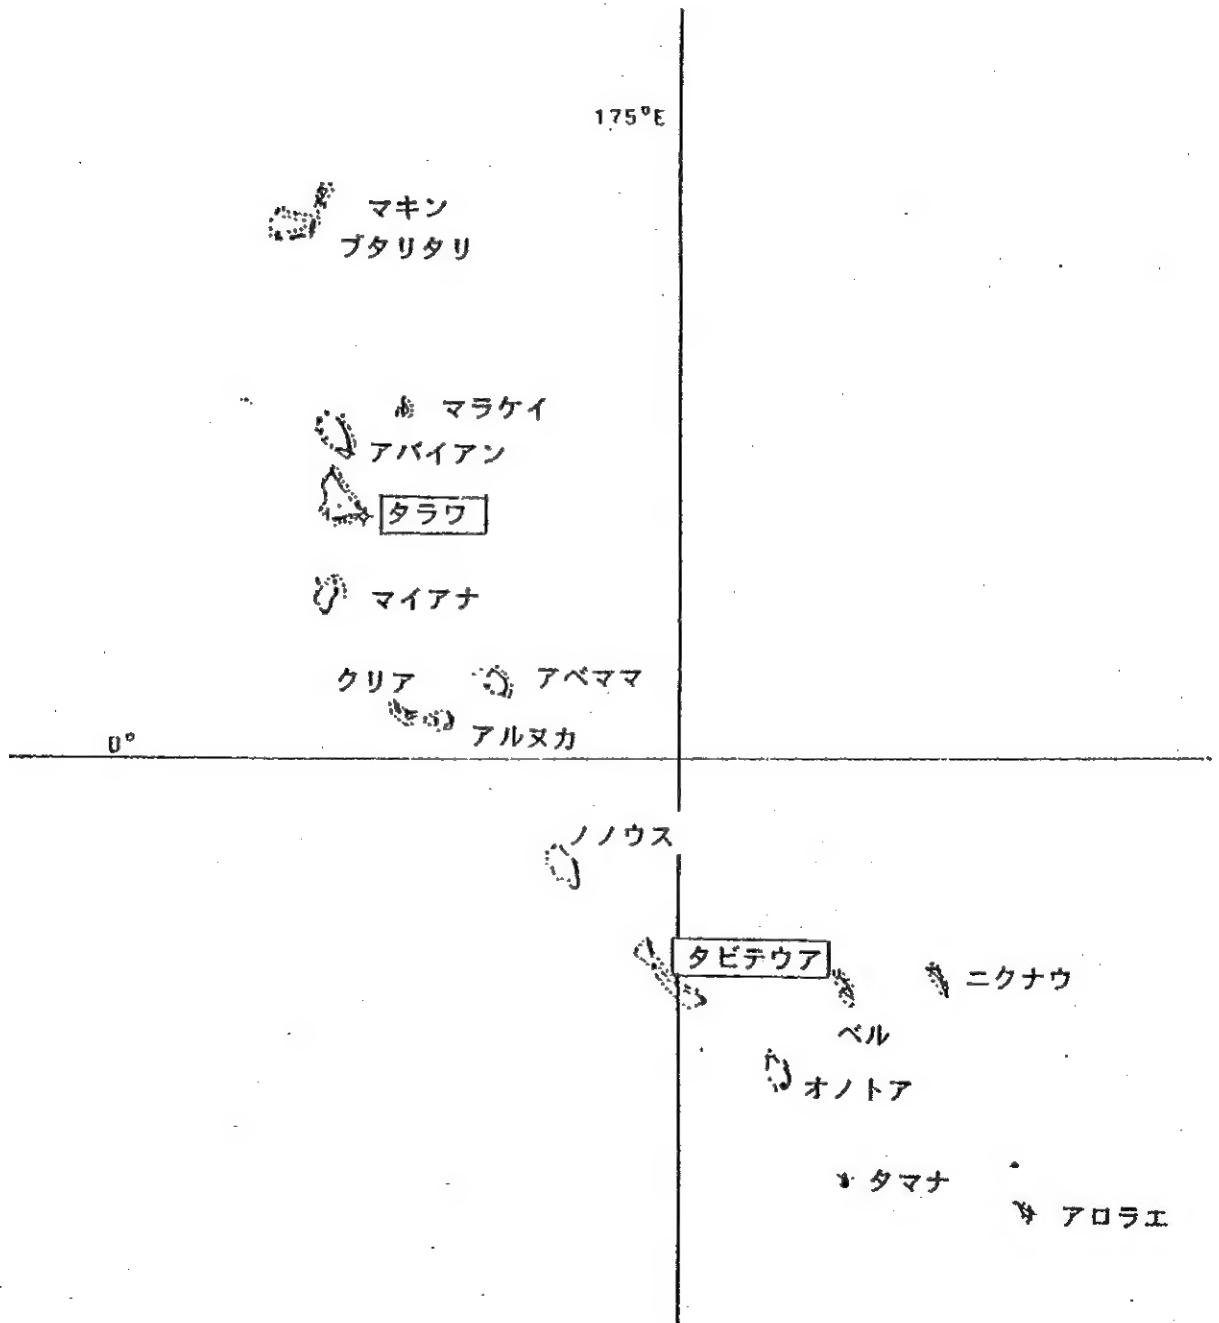 175°E
マキン
ブタリタリ
マラケイ
アバイアン
タラワ
マイアナ
クリア
アベママ
アルヌカ
0°
ノノウス
タビテウア
ニクナウ
ベル
オノトア
タマナ
アロラエ